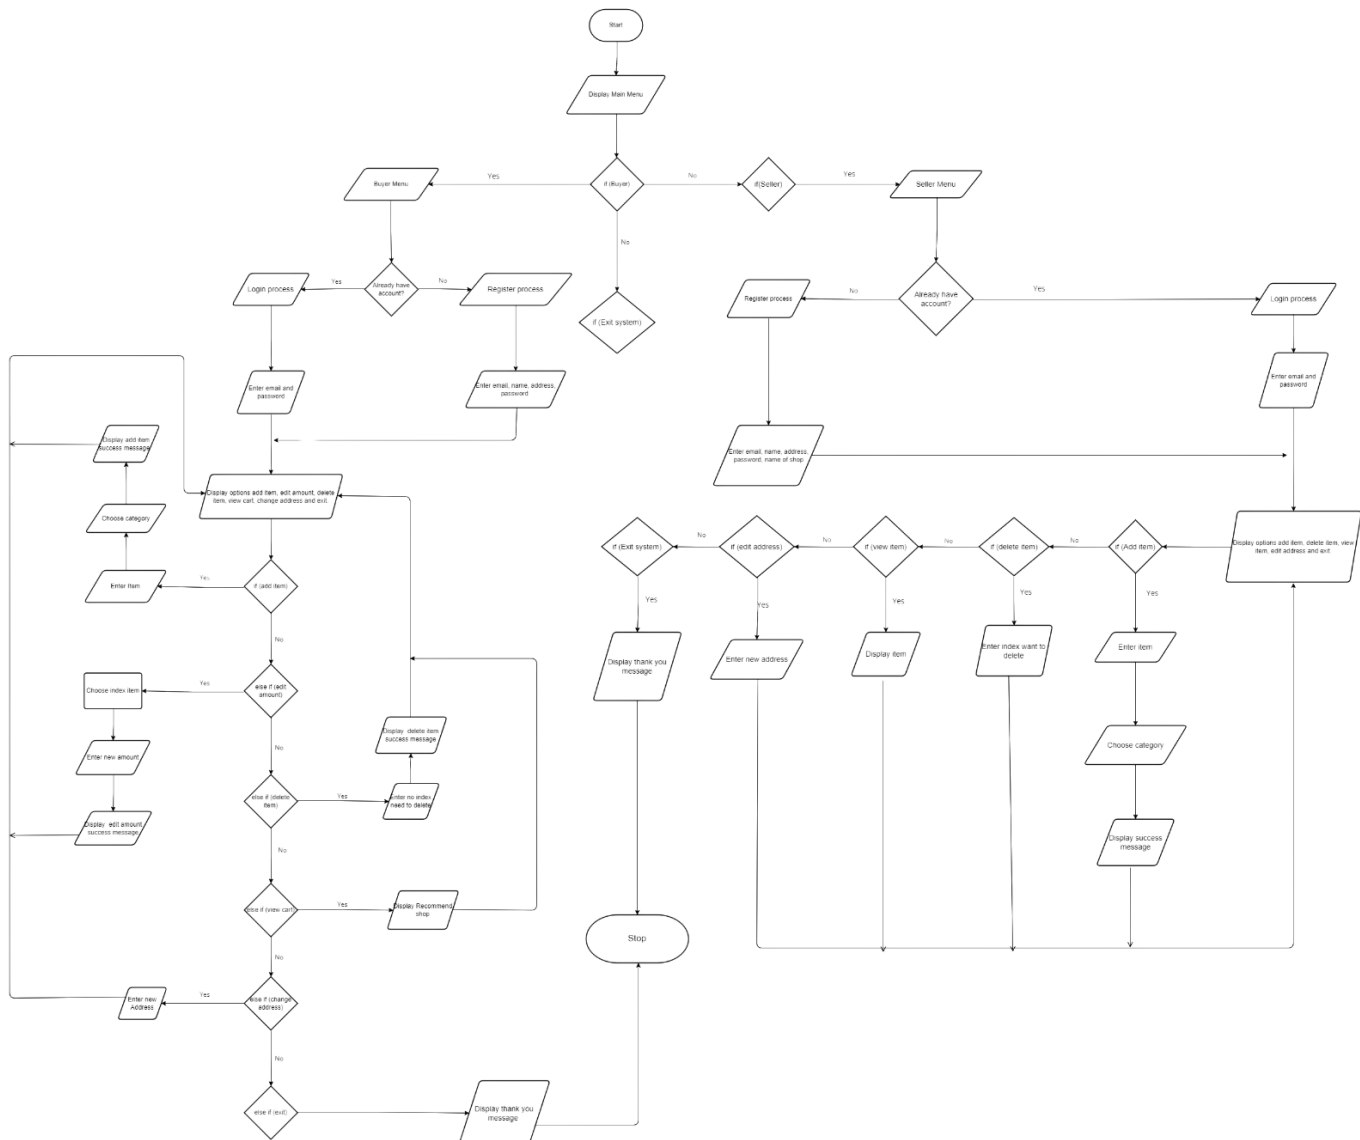 Start
Display Main Menu
Buyer Menu
Yes
if (Buyer)
No
if(Seller)
Yes
Seller Menu
No
Login process
Yes
Already have
account?
No
Register process
if (Exit system)
Register process
No
Already have
account?
Yes
Login process
Enter email and
password
Enter email, name, address,
password
Enter email and
password
Display add item
success message
Enter email, name, address,
password, name of shop
Display options add item, edit amount, delete
item, view cart, change address and exit
Choose category
if (Exit system)
No
if (edit address)
No
if (view item)
No
if (delete item)
No
if (Add item)
Display options add item, delete item, view
item, edit address and exit
Enter item
Yes
if (add item)
Yes
Yes
Yes
Yes
Yes
No
Display thank you
message
Enter new address
Display item
Enter index want to
delete
Enter item
Choose index item
Yes
else if (edit
amount)
No
Display delete item
success message
Choose category
Enter new amount
else if (delete
item)
Yes
Enter no index
need to delete
Display edit amount
success message
Display success
message
No
else if (view cart
Yes
Display Recommend
shop
Stop
No
Enter new
Address
Yes
else if (change
address)
No
else if (exit)
Display thank you
message